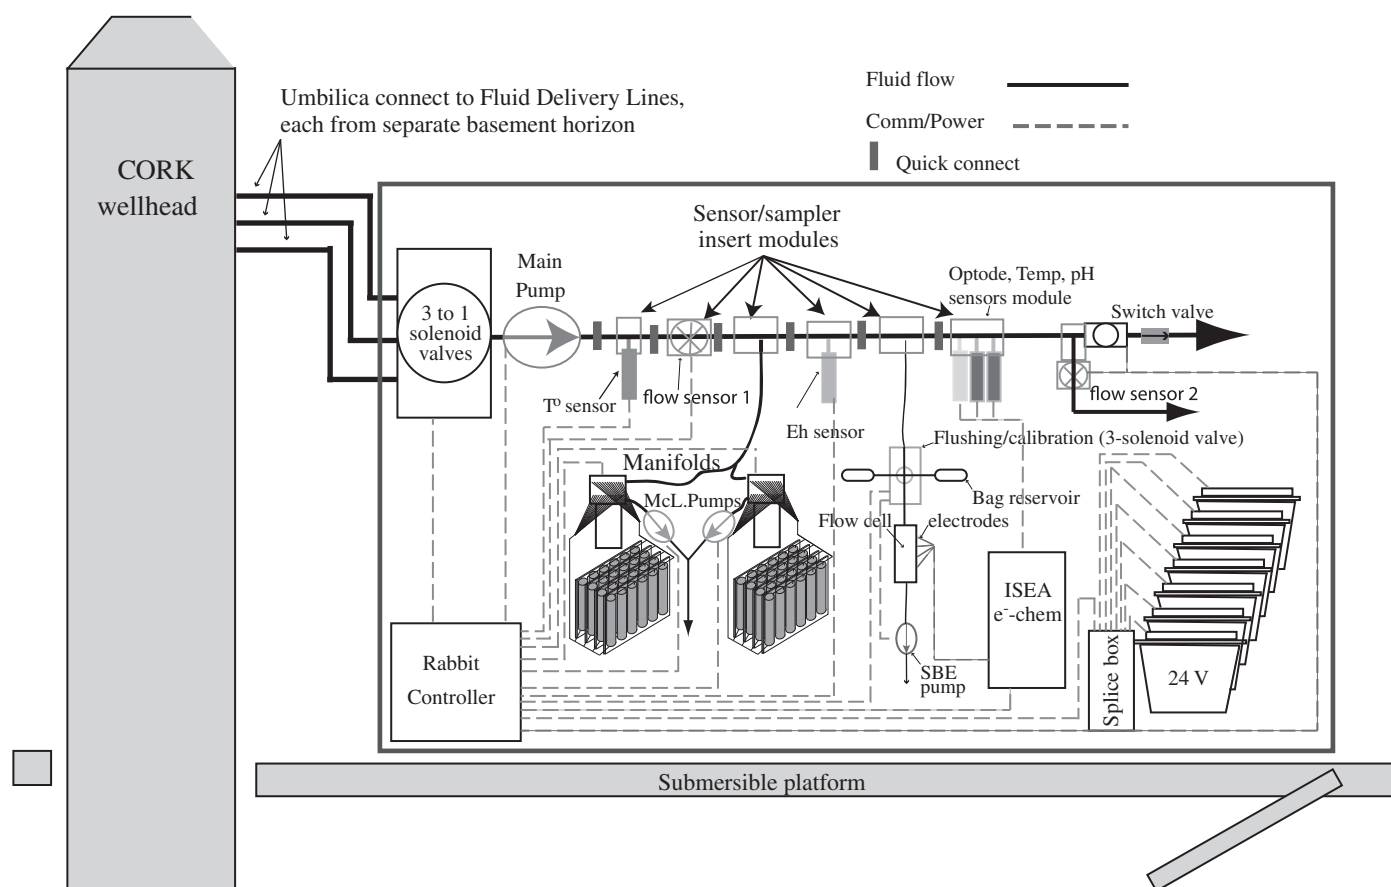 Fluid flow
Umbilica connect to Fluid Delivery Lines,
each from separate basement horizon
Comm/Power
Quick connect
CORK
wellhead
Sensor/sampler
insert modules
Main
Pump
Optode, Temp, pH
sensors module
Switch valve
3 to 1
solenoid
valves
Tº sensor
flow sensor 1
flow sensor 2
Eh sensor
Flushing/calibration (3-solenoid valve)
Manifolds
McL.Pumps
Bag reservoir
Flow cell
electrodes
ISEA
e⁻-chem
Rabbit
Controller
SBE
pump
Splice box
24 V
Submersible platform